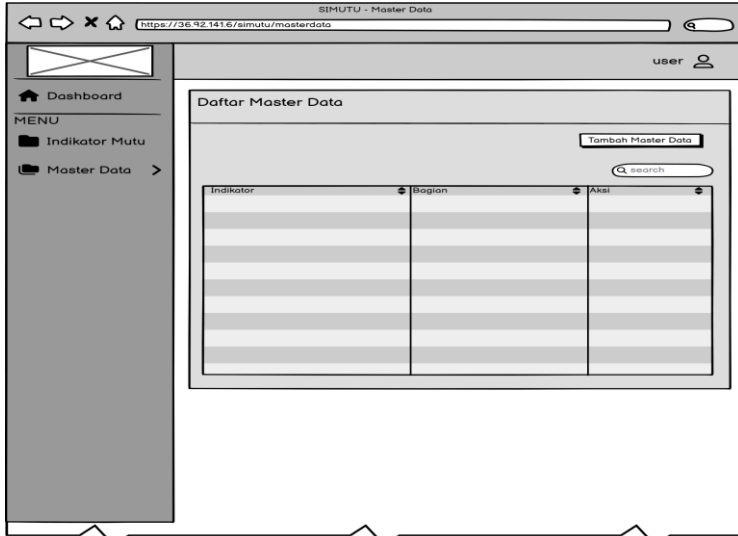 SIMUTU - Master Data
https://36.92.141.6/simutu/masterdata
user
Dashboard
MENU
Indikator Mutu
Master Data
Daftar Master Data
Tambah Master Data
search
Indikator Bagian Aksi